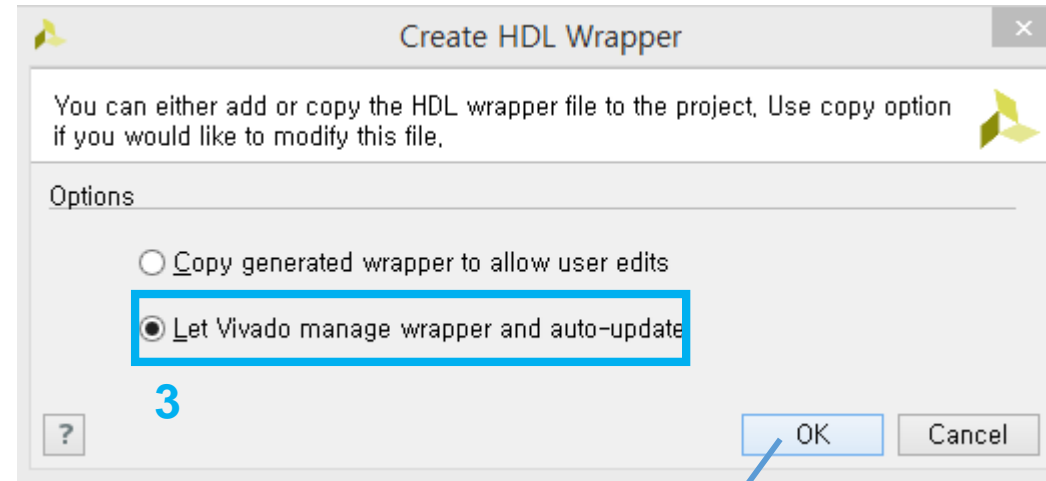 Create HDL Wrapper
×
You can either add or copy the HDL wrapper file to the project, Use copy option
if you would like to modify this file,
Options
Copy generated wrapper to allow user edits
Let Vivado manage wrapper and auto-update
3
?
OK
Cancel